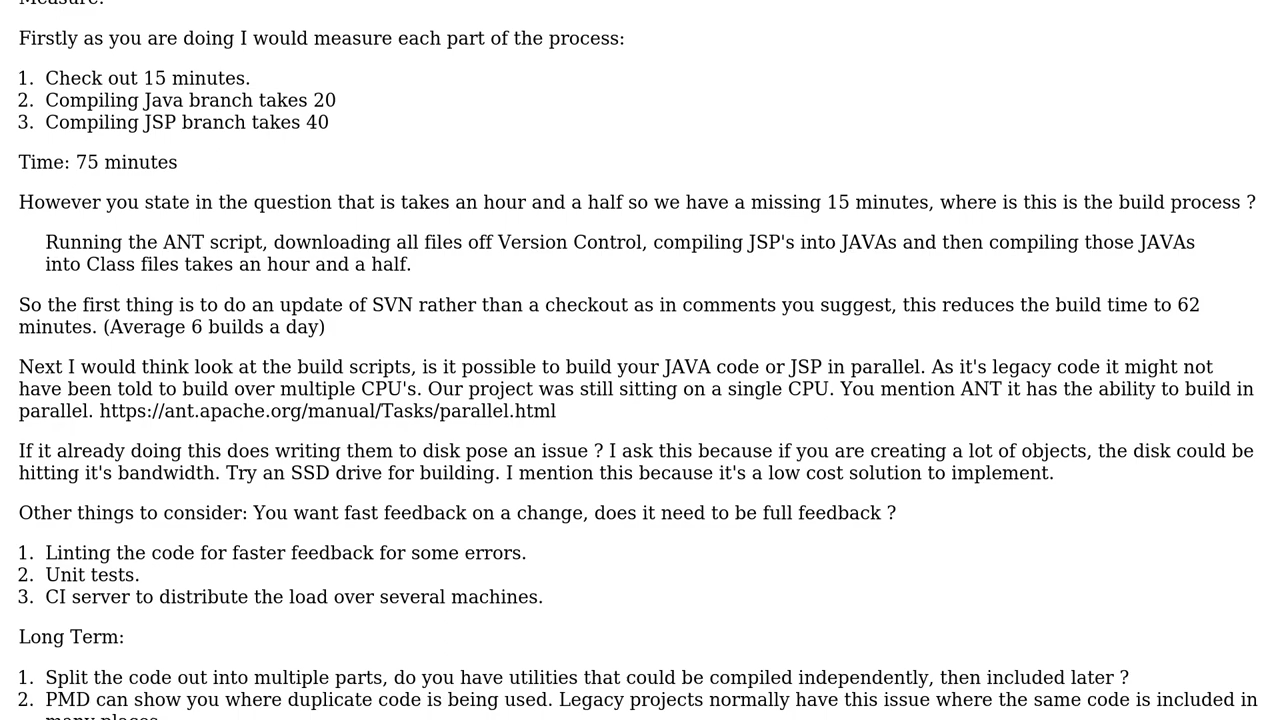 Measure:
Firstly as you are doing I would measure each part of the process:
1. Check out 15 minutes.
2. Compiling Java branch takes 20
3. Compiling JSP branch takes 40
Time: 75 minutes
However you state in the question that is takes an hour and a half so we have a missing 15 minutes, where is this is the build process ?
Running the ANT script, downloading all files off Version Control, compiling JSP's into JAVAs and then compiling those JAVAs
into Class files takes an hour and a half.
So the first thing is to do an update of SVN rather than a checkout as in comments you suggest, this reduces the build time to 62
minutes. (Average 6 builds a day)
Next I would think look at the build scripts, is it possible to build your JAVA code or JSP in parallel. As it's legacy code it might not
have been told to build over multiple CPU's. Our project was still sitting on a single CPU. You mention ANT it has the ability to build in
parallel. https://ant.apache.org/manual/Tasks/parallel.html
If it already doing this does writing them to disk pose an issue ? I ask this because if you are creating a lot of objects, the disk could be
hitting it's bandwidth. Try an SSD drive for building. I mention this because it's a low cost solution to implement.
Other things to consider: You want fast feedback on a change, does it need to be full feedback ?
1. Linting the code for faster feedback for some errors.
2. Unit tests.
3. CI server to distribute the load over several machines.
Long Term:
1. Split the code out into multiple parts, do you have utilities that could be compiled independently, then included later ?
2. PMD can show you where duplicate code is being used. Legacy projects normally have this issue where the same code is included in
many places